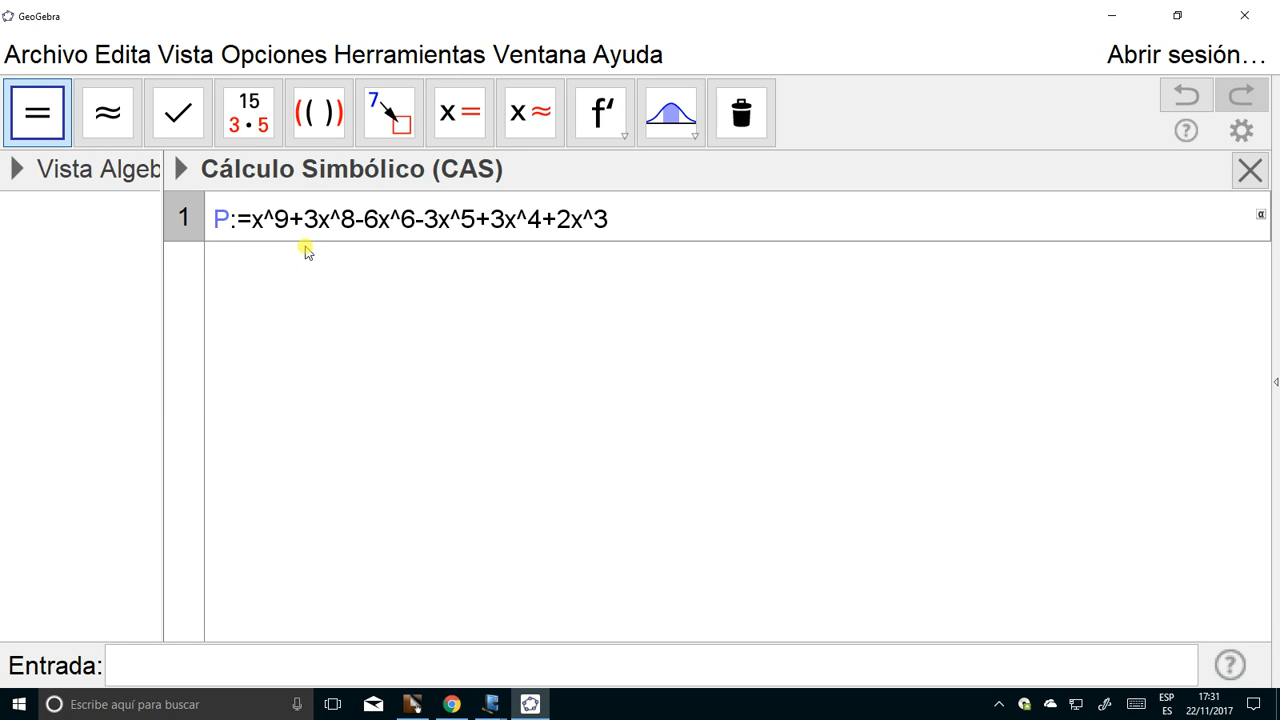 GeoGebra
Archivo Edita Vista Opciones Herramientas Ventana Ayuda
Abrir sesión…
=
≈
✓
15
3 • 5
(( ))
7
x =
x ≈
f'
Vista Algeb
Cálculo Simbólico (CAS)
1
P:=x^9+3x^8-6x^6-3x^5+3x^4+2x^3
α
Entrada:
Escribe aquí para buscar
ESP
ES
17:31
22/11/2017